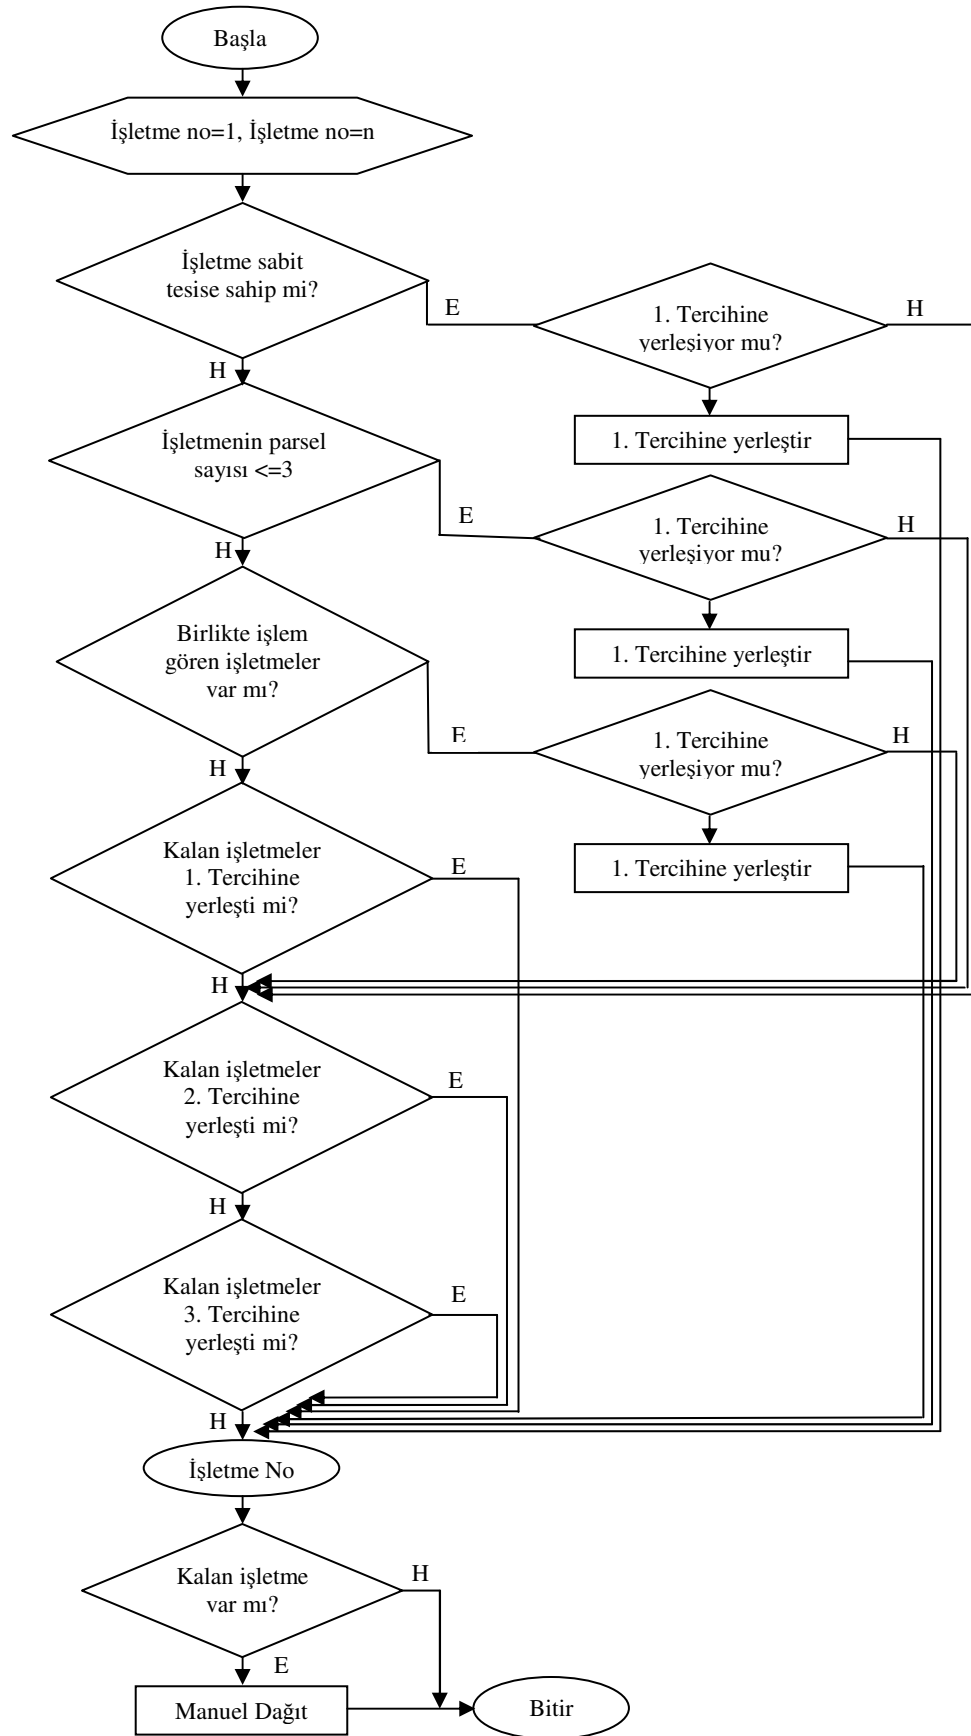 Başla
İşletme no=1, İşletme no=n
İşletme sabit
tesise sahip mi?
E
1. Tercihine
yerleşiyor mu?
H
H
1. Tercihine yerleştir
İşletmenin parsel
sayısı <=3
E
1. Tercihine
yerleşiyor mu?
H
H
1. Tercihine yerleştir
Birlikte işlem
gören işletmeler
var mı?
E
1. Tercihine
yerleşiyor mu?
H
H
1. Tercihine yerleştir
Kalan işletmeler
1. Tercihine
yerleşti mi?
E
H
Kalan işletmeler
2. Tercihine
yerleşti mi?
E
H
Kalan işletmeler
3. Tercihine
yerleşti mi?
E
H
İşletme No
Kalan işletme
var mı?
H
E
Manuel Dağıt
Bitir